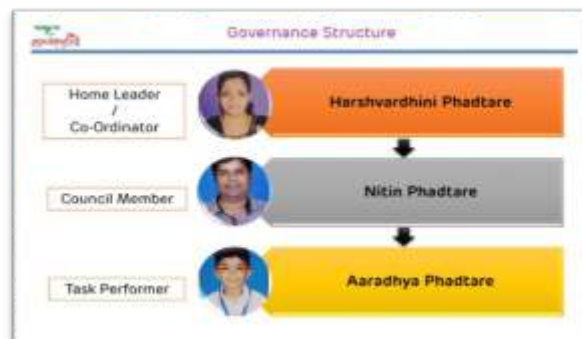 Governance Structure
Home Leader
/
Co-Ordinator
Harshvardhini Phadtare
Council Member
Nitin Phadtare
Task Performer
Aaradhya Phadtare